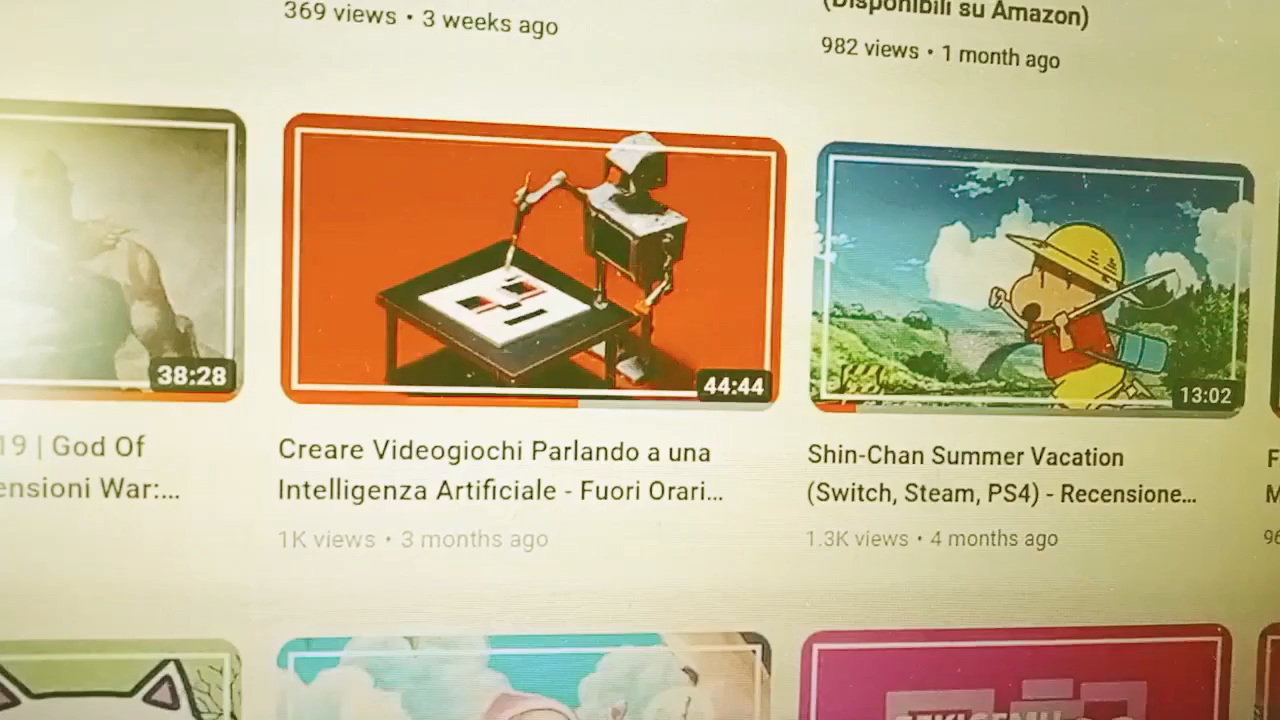 369 views • 3 weeks ago
(Disponibili su Amazon)
982 views • 1 month ago
38:28
44:44
13:02
19 | God Of
ensioni War:...
Creare Videogiochi Parlando a una
Intelligenza Artificiale - Fuori Orari...
1K views • 3 months ago
Shin-Chan Summer Vacation
(Switch, Steam, PS4) - Recensione...
1.3K views • 4 months ago
F
M
96